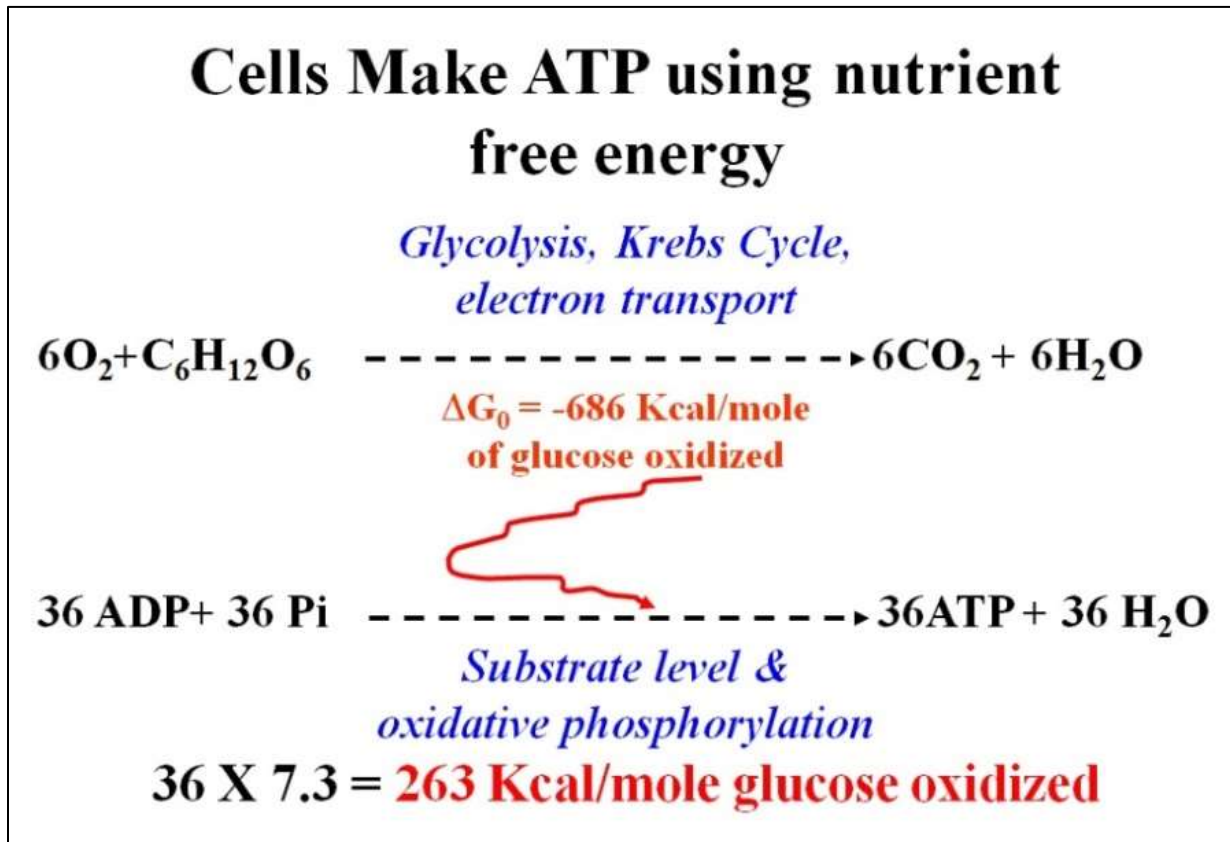 Cells Make ATP using nutrient
free energy
Glycolysis, Krebs Cycle,
electron transport
6O₂+C₆H₁₂O₆ 6CO₂ + 6H₂O
ΔG₀ = -686 Kcal/mole
of glucose oxidized
36 ADP+ 36 Pi 36ATP + 36 H₂O
Substrate level &
oxidative phosphorylation
36 X 7.3 = 263 Kcal/mole glucose oxidized